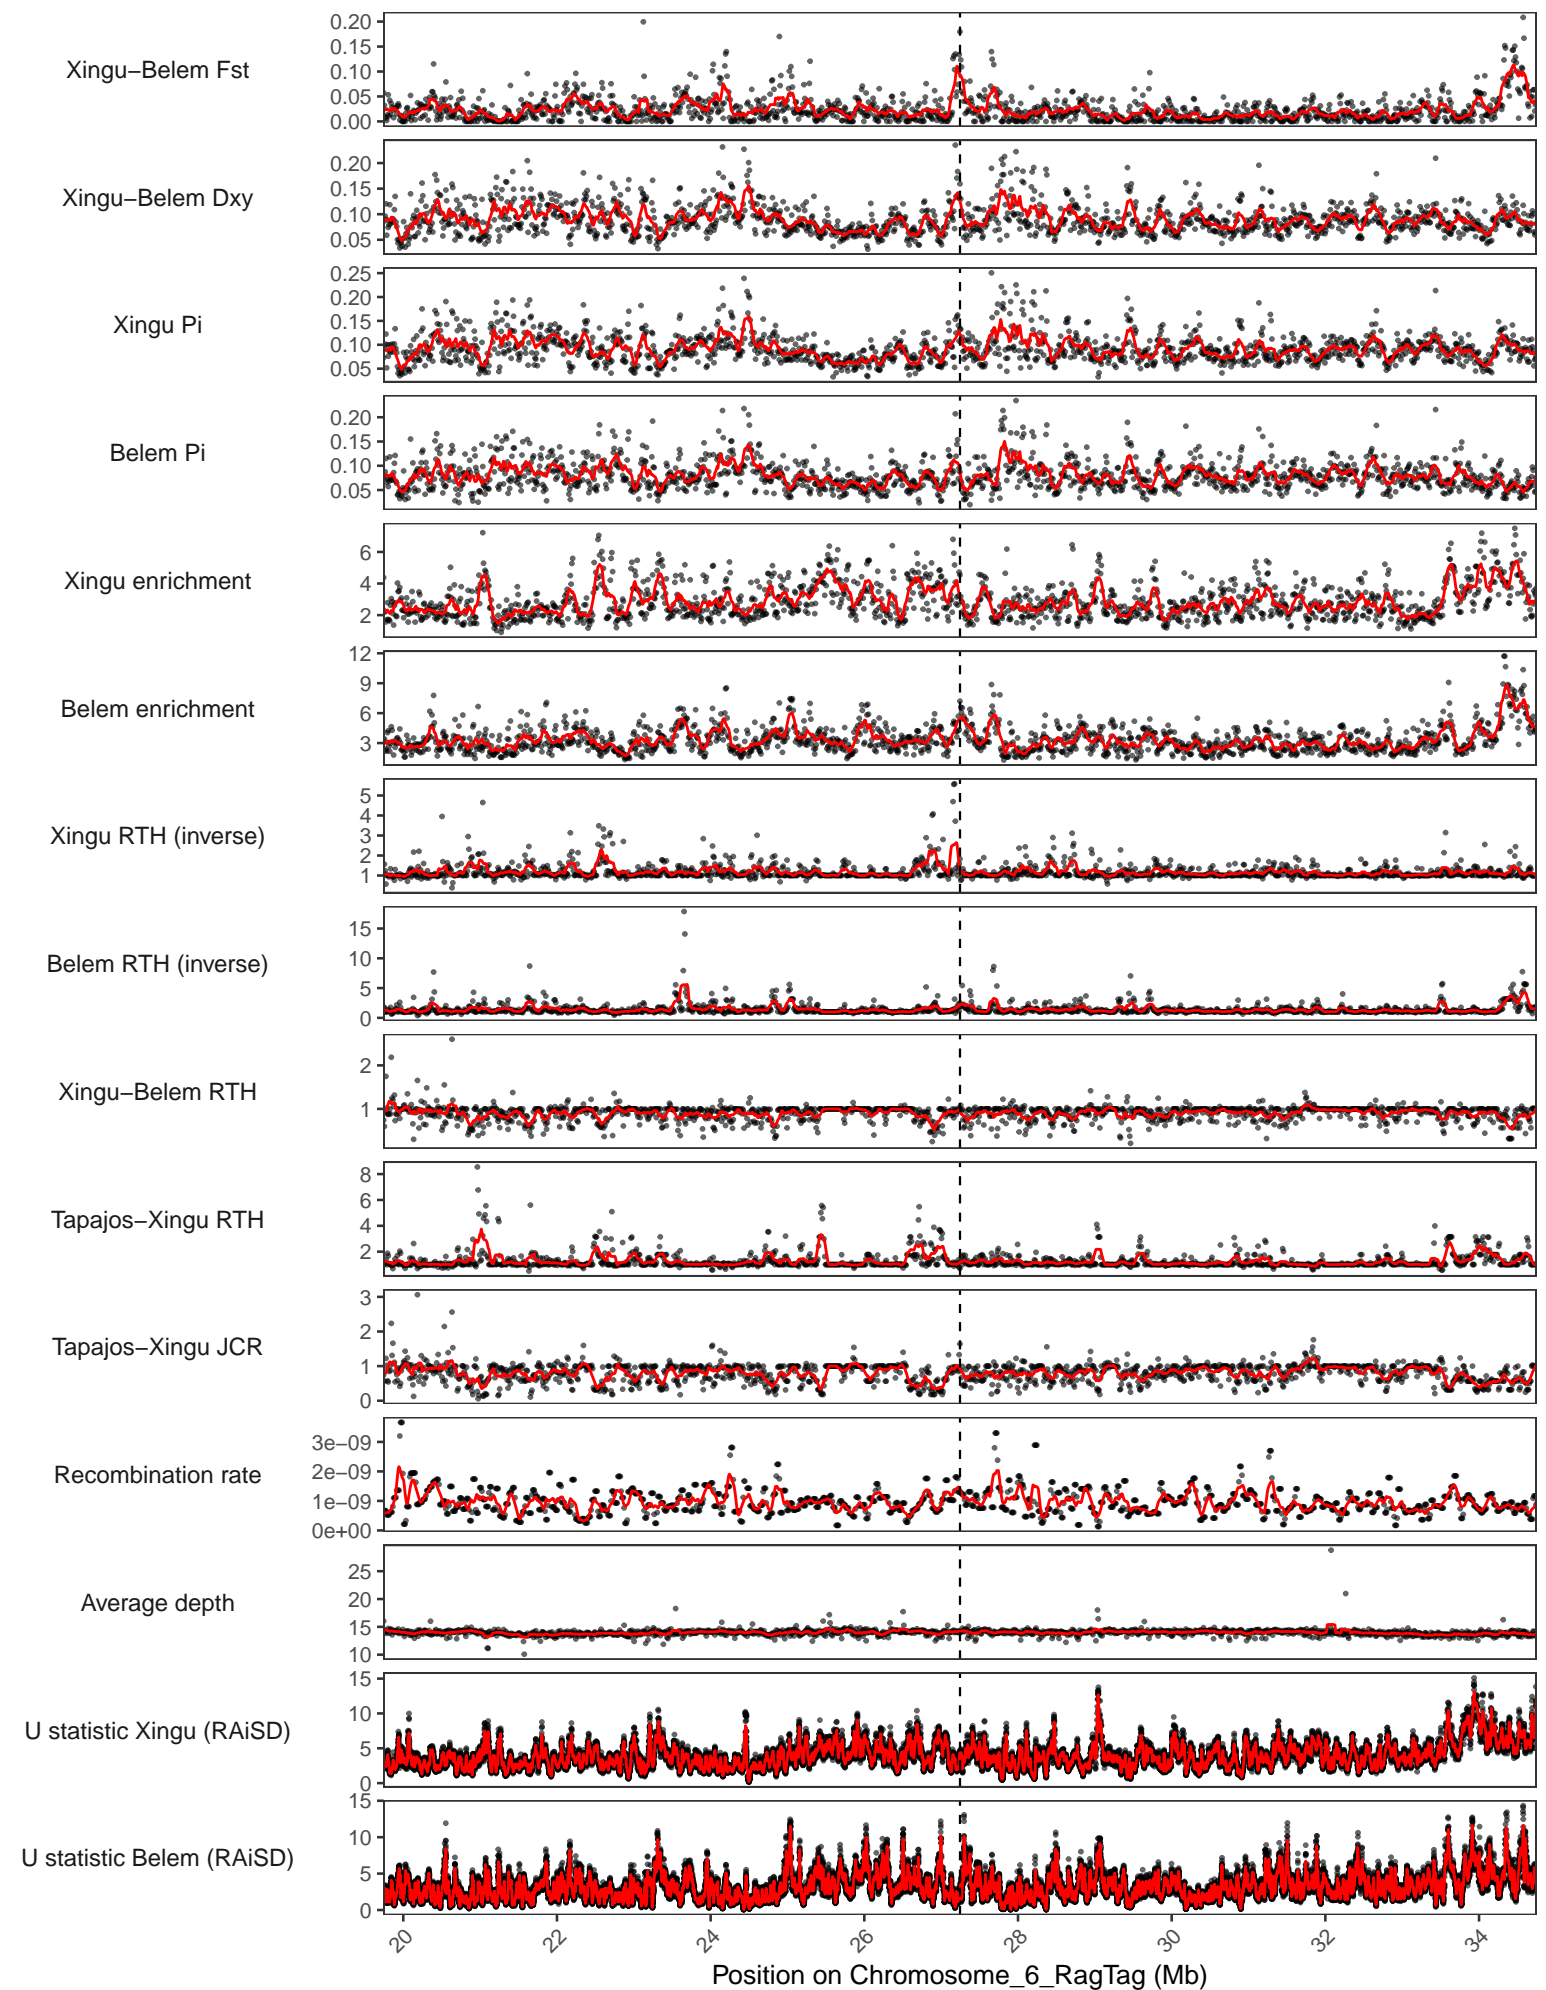 Xingu−Belem Fst
0.20
0.15
0.10
0.05
0.00
Xingu−Belem Dxy
0.20
0.15
0.10
0.05
Xingu Pi
0.25
0.20
0.15
0.10
0.05
Belem Pi
0.20
0.15
0.10
0.05
Xingu enrichment
6
4
2
Belem enrichment
12
9
6
3
Xingu RTH (inverse)
5
4
3
2
1
Belem RTH (inverse)
15
10
5
0
Xingu−Belem RTH
2
1
Tapajos−Xingu RTH
8
6
4
2
Tapajos−Xingu JCR
3
2
1
0
Recombination rate
3e−09
2e−09
1e−09
0e+00
Average depth
25
20
15
10
U statistic Xingu (RAiSD)
15
10
5
0
U statistic Belem (RAiSD)
15
10
5
0
20 22 24 26 28 30 32 34
Position on Chromosome_6_RagTag (Mb)